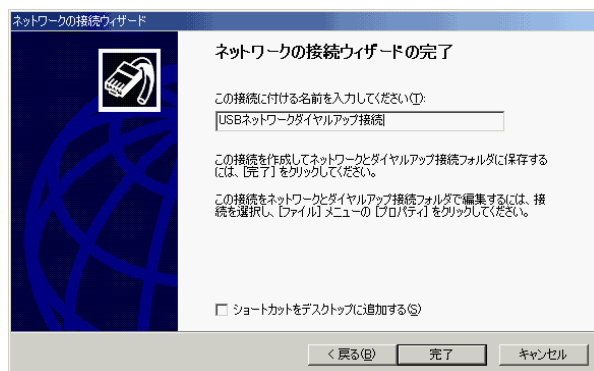 ネットワークの接続ウィザード
ネットワークの接続ウィザードの完了
この接続に付ける名前を入力してください(T):
USBネットワークダイヤルアップ接続
この接続を作成してネットワークとダイヤルアップ接続フォルダに保存する
には、[完了] をクリックしてください。
この接続をネットワークとダイヤルアップ接続フォルダで編集するには、接
続を選択し、[ファイル] メニューの [プロパティ] をクリックしてください。
ショートカットをデスクトップに追加する(S)
< 戻る(B)
完了
キャンセル